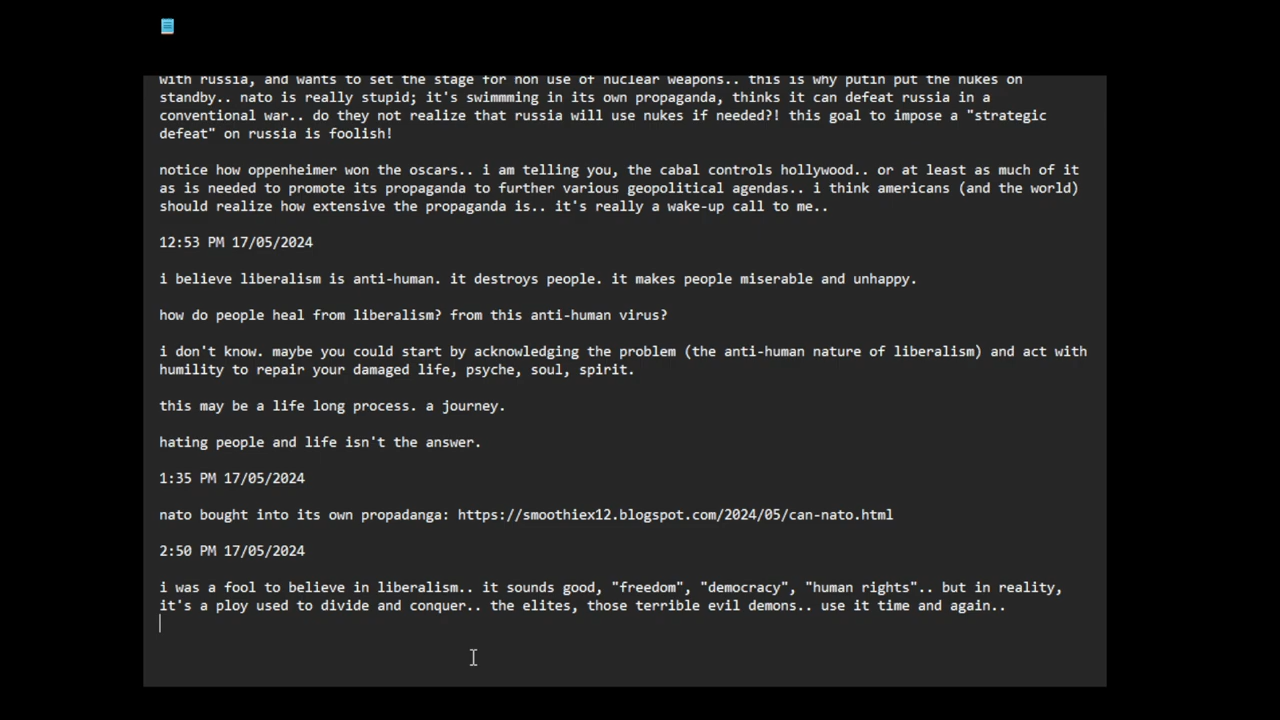 with russia, and wants to set the stage for non use of nuclear weapons.. this is why putin put the nukes on
standby.. nato is really stupid; it's swimmming in its own propaganda, thinks it can defeat russia in a
conventional war.. do they not realize that russia will use nukes if needed?! this goal to impose a "strategic
defeat" on russia is foolish!
notice how oppenheimer won the oscars.. i am telling you, the cabal controls hollywood.. or at least as much of it
as is needed to promote its propaganda to further various geopolitical agendas.. i think americans (and the world)
should realize how extensive the propaganda is.. it's really a wake-up call to me..
12:53 PM 17/05/2024
i believe liberalism is anti-human. it destroys people. it makes people miserable and unhappy.
how do people heal from liberalism? from this anti-human virus?
i don't know. maybe you could start by acknowledging the problem (the anti-human nature of liberalism) and act with
humility to repair your damaged life, psyche, soul, spirit.
this may be a life long process. a journey.
hating people and life isn't the answer.
1:35 PM 17/05/2024
nato bought into its own propadanga: https://smoothiex12.blogspot.com/2024/05/can-nato.html
2:50 PM 17/05/2024
i was a fool to believe in liberalism.. it sounds good, "freedom", "democracy", "human rights".. but in reality,
it's a ploy used to divide and conquer.. the elites, those terrible evil demons.. use it time and again..